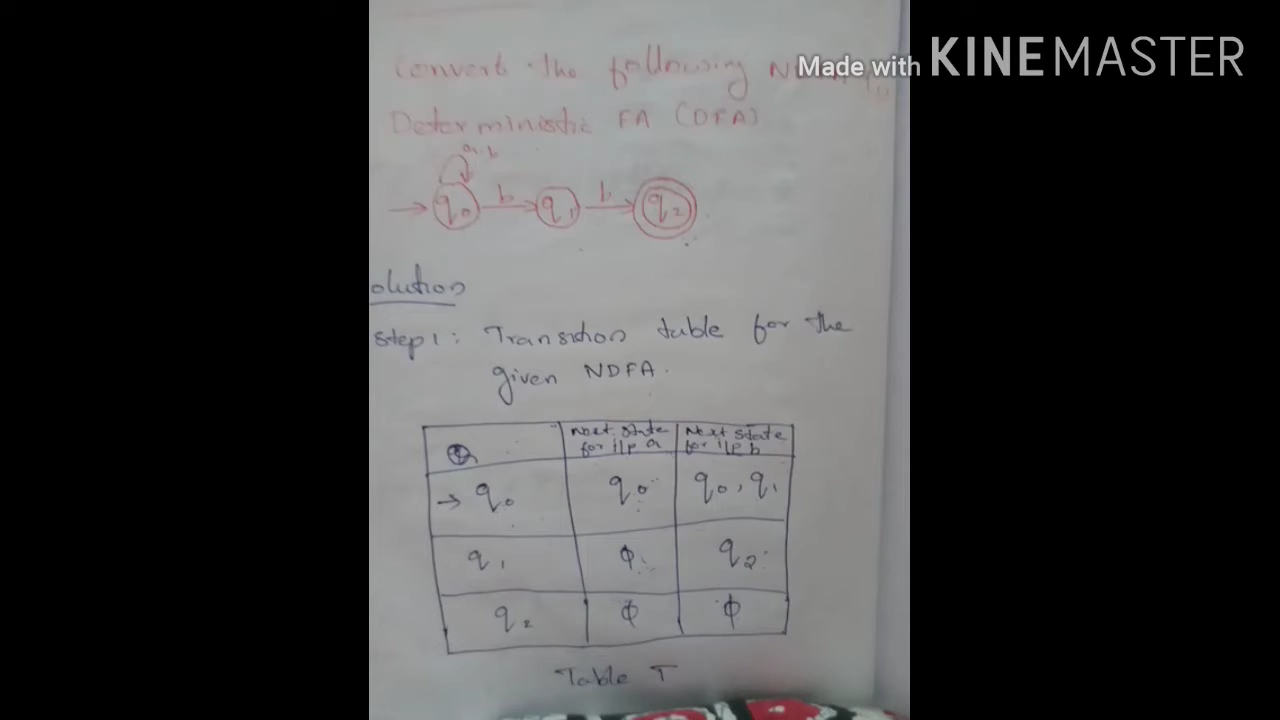 Made with KINEMASTER
Convert the following
Deterministic FA (DFA)
a, b
q0 b q1 b q2
olution
Step 1: Transition table for the
given NDFA.
Q Next state for i/p a Next state for i/p b
→ q0 q0 q0, q1
q1 ϕ q2
q2 ϕ ϕ
Table T